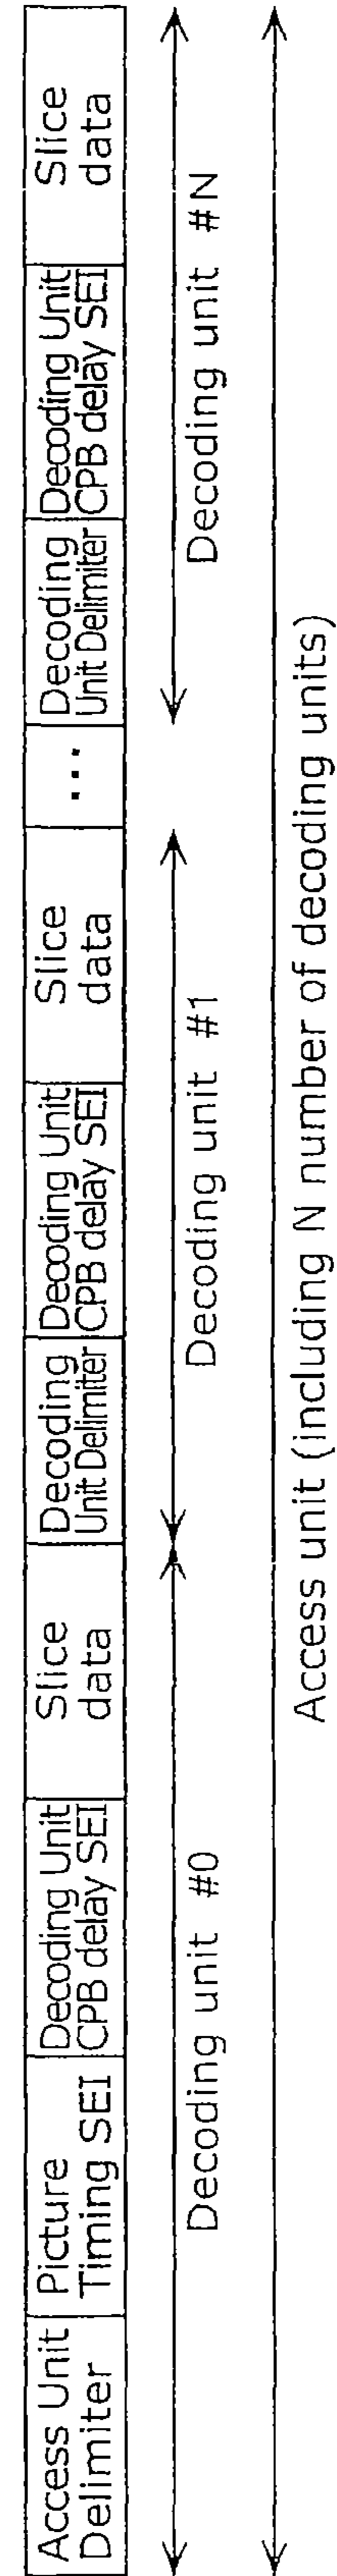 Access Unit
Delimiter
Picture
Timing SEI
Decoding Unit
CPB delay SEI
Slice
data
Decoding
Unit Delimiter
Decoding Unit
CPB delay SEI
Slice
data
...
Decoding
Unit Delimiter
Decoding Unit
CPB delay SEI
Slice
data
Decoding unit #0
Decoding unit #1
Decoding unit #N
Access unit (including N number of decoding units)